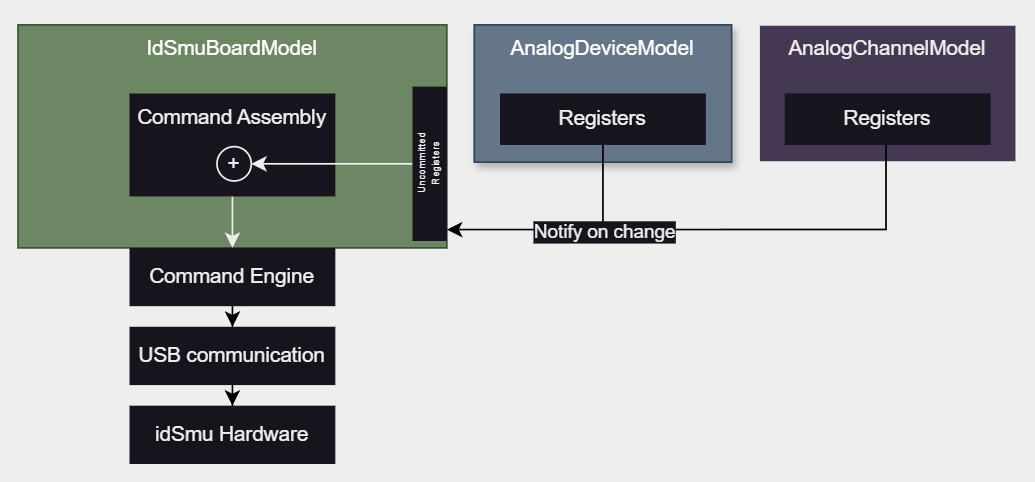 IdSmuBoardModel
AnalogDeviceModel
AnalogChannelModel
Command Assembly
+
Uncommitted
Registers
Registers
Registers
Notify on change
Command Engine
USB communication
idSmu Hardware